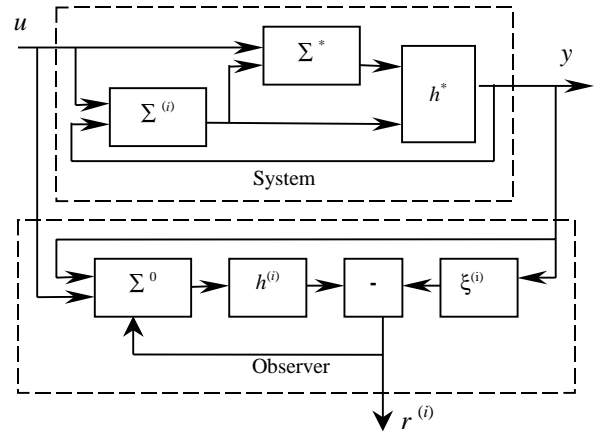 u
Σ *
y
h*
Σ (i)
System
Σ 0
h(i)
-
ξ(i)
Observer
r (i)